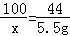 100/x = 44/5.5g